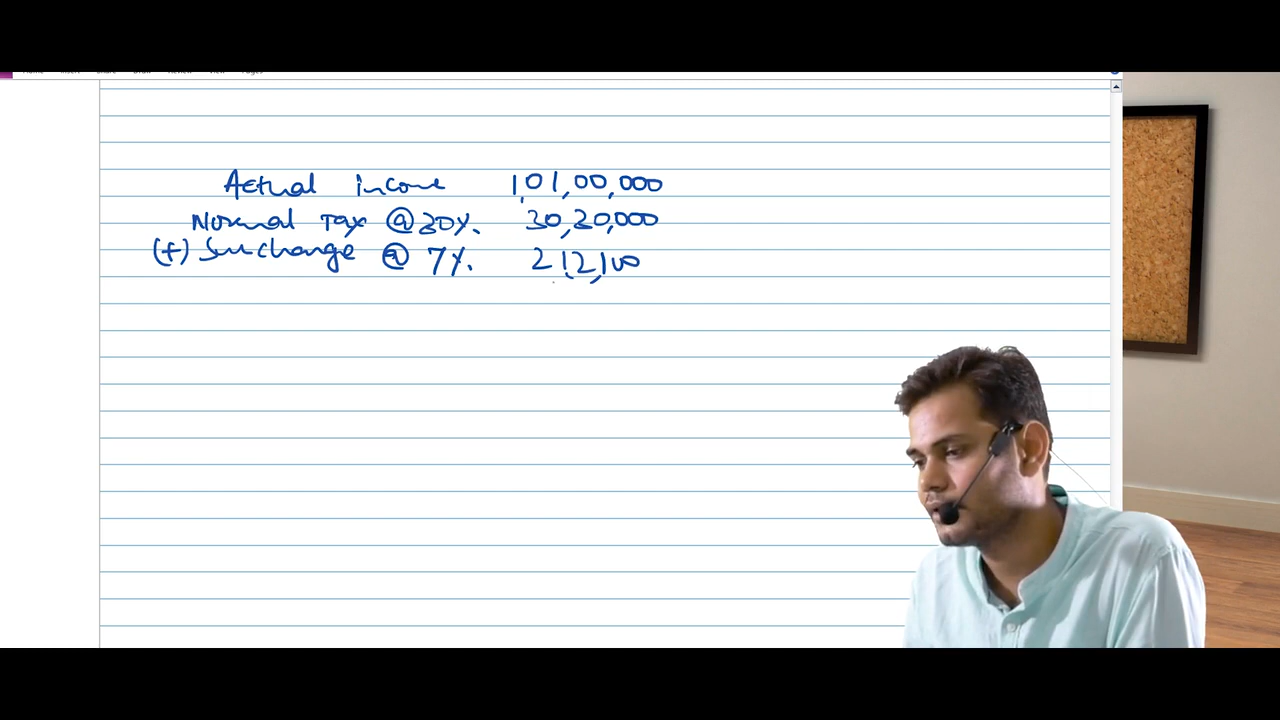 Actual income 1,01,00,000
Normal Tax @ 30%. 30,30,000
(+) Surcharge @ 7%. 2,12,100